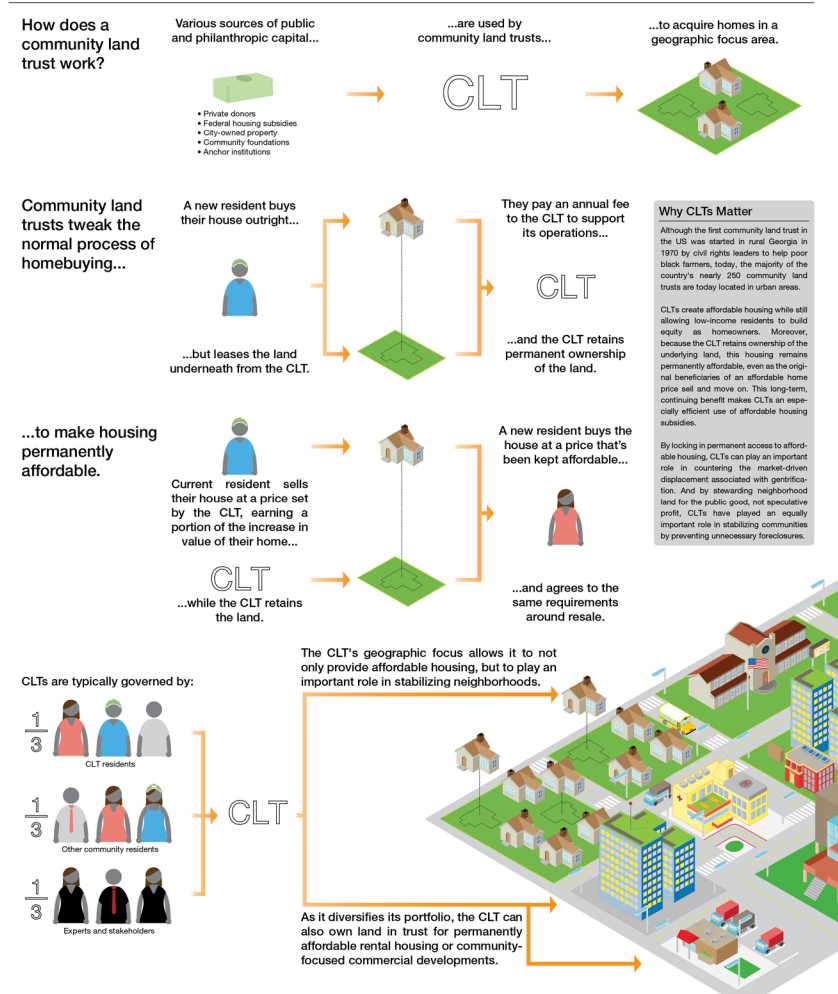 How does a
community land
trust work?
Various sources of public
and philanthropic capital...
• Private donors
• Federal housing subsidies
• City-owned property
• Community foundations
• Anchor institutions
...are used by
community land trusts...
CLT
...to acquire homes in a
geographic focus area.
Community land
trusts tweak the
normal process of
homebuying...
A new resident buys
their house outright...
...but leases the land
underneath from the CLT.
They pay an annual fee
to the CLT to support
its operations...
CLT
...and the CLT retains
permanent ownership
of the land.
Why CLTs Matter
Although the first community land trust in
the US was started in rural Georgia in
1970 by civil rights leaders to help poor
black farmers, today, the majority of the
country's nearly 250 community land
trusts are today located in urban areas.
CLTs create affordable housing while still
allowing low-income residents to build
equity as homeowners. Moreover,
because the CLT retains ownership of the
underlying land, this housing remains
permanently affordable, even as the origi-
nal beneficiaries of an affordable home
price sell and move on. This long-term,
continuing benefit makes CLTs an espe-
cially efficient use of affordable housing
subsidies.
By locking in permanent access to afford-
able housing, CLTs can play an important
role in countering the market-driven
displacement associated with gentrifica-
tion. And by stewarding neighborhood
land for the public good, not speculative
profit, CLTs have played an equally
important role in stabilizing communities
by preventing unnecessary foreclosures.
...to make housing
permanently
affordable.
Current resident sells
their house at a price set
by the CLT, earning a
portion of the increase in
value of their home...
CLT
...while the CLT retains
the land.
A new resident buys the
house at a price that's
been kept affordable...
...and agrees to the
same requirements
around resale.
CLTs are typically governed by:
1
3
CLT residents
1
3
Other community residents
1
3
Experts and stakeholders
CLT
The CLT's geographic focus allows it to not
only provide affordable housing, but to play an
important role in stabilizing neighborhoods.
As it diversifies its portfolio, the CLT can
also own land in trust for permanently
affordable rental housing or community-
focused commercial developments.